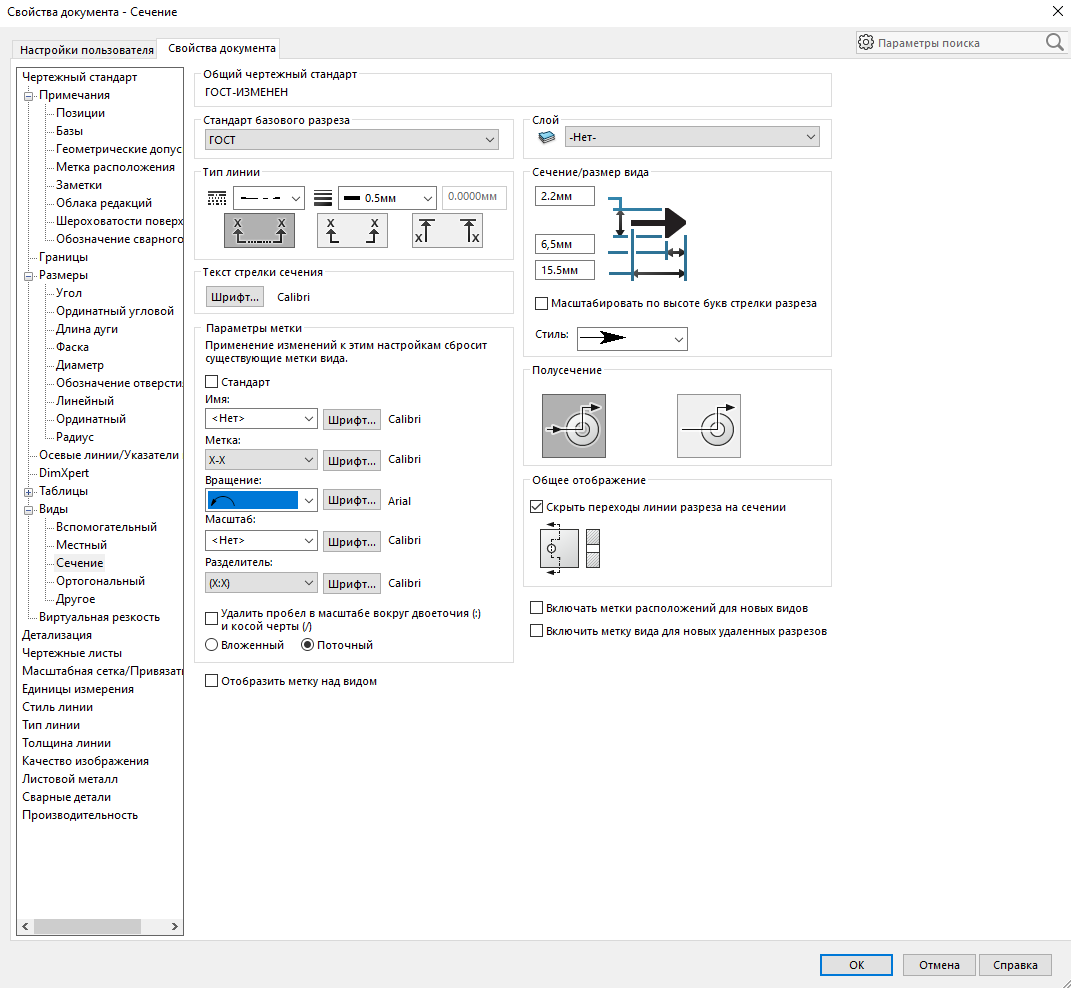 Свойства документа - Сечение
Настройки пользователя
Свойства документа
Параметры поиска
Чертежный стандарт
Примечания
Позиции
Базы
Геометрические допус
Метка расположения
Заметки
Облака редакций
Шероховатости поверх
Обозначение сварного
Границы
Размеры
Угол
Ординатный угловой
Длина дуги
Фаска
Диаметр
Обозначение отверсти
Линейный
Ординатный
Радиус
Осевые линии/Указатели
DimXpert
Таблицы
Виды
Вспомогательный
Местный
Сечение
Ортогональный
Другое
Виртуальная резкость
Детализация
Чертежные листы
Масштабная сетка/Привязать
Единицы измерения
Стиль линии
Тип линии
Толщина линии
Качество изображения
Листовой металл
Сварные детали
Производительность
Общий чертежный стандарт
ГОСТ-ИЗМЕНЕН
Стандарт базового разреза
ГОСТ
Тип линии
0.5мм
0.0000мм
X X
X X
X X
Текст стрелки сечения
Шрифт... Calibri
Параметры метки
Применение изменений к этим настройкам сбросит
существующие метки вида.
Стандарт
Имя:
<Нет> Шрифт... Calibri
Метка:
X-X Шрифт... Calibri
Вращение:
Шрифт... Arial
Масштаб:
<Нет> Шрифт... Calibri
Разделитель:
(X:X) Шрифт... Calibri
Удалить пробел в масштабе вокруг двоеточия (:)
и косой черты (/)
Вложенный Поточный
Отобразить метку над видом
Слой
-Нет-
Сечение/размер вида
2.2мм
6,5мм
15.5мм
Масштабировать по высоте букв стрелки разреза
Стиль:
Полусечение
Общее отображение
Скрыть переходы линии разреза на сечении
Включать метки расположений для новых видов
Включить метку вида для новых удаленных разрезов
OK Отмена Справка